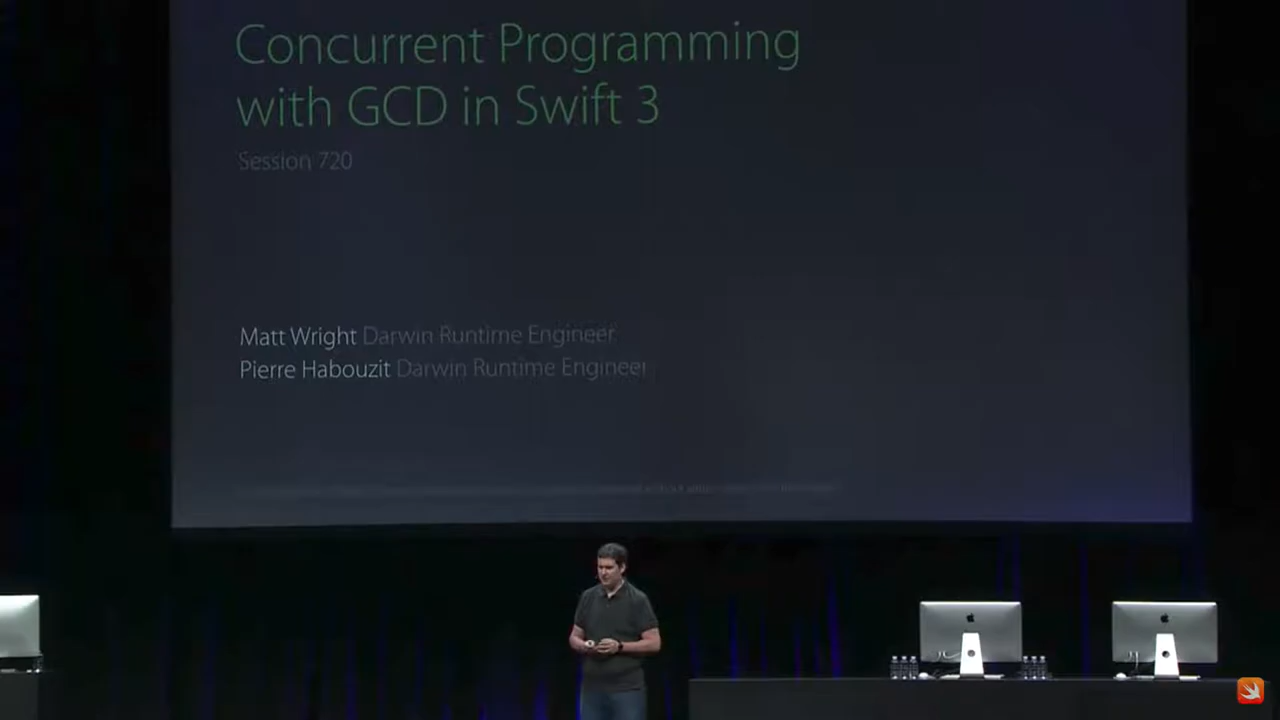 Concurrent Programming
with GCD in Swift 3
Session 720
Matt Wright Darwin Runtime Engineer
Pierre Habouzit Darwin Runtime Engineer